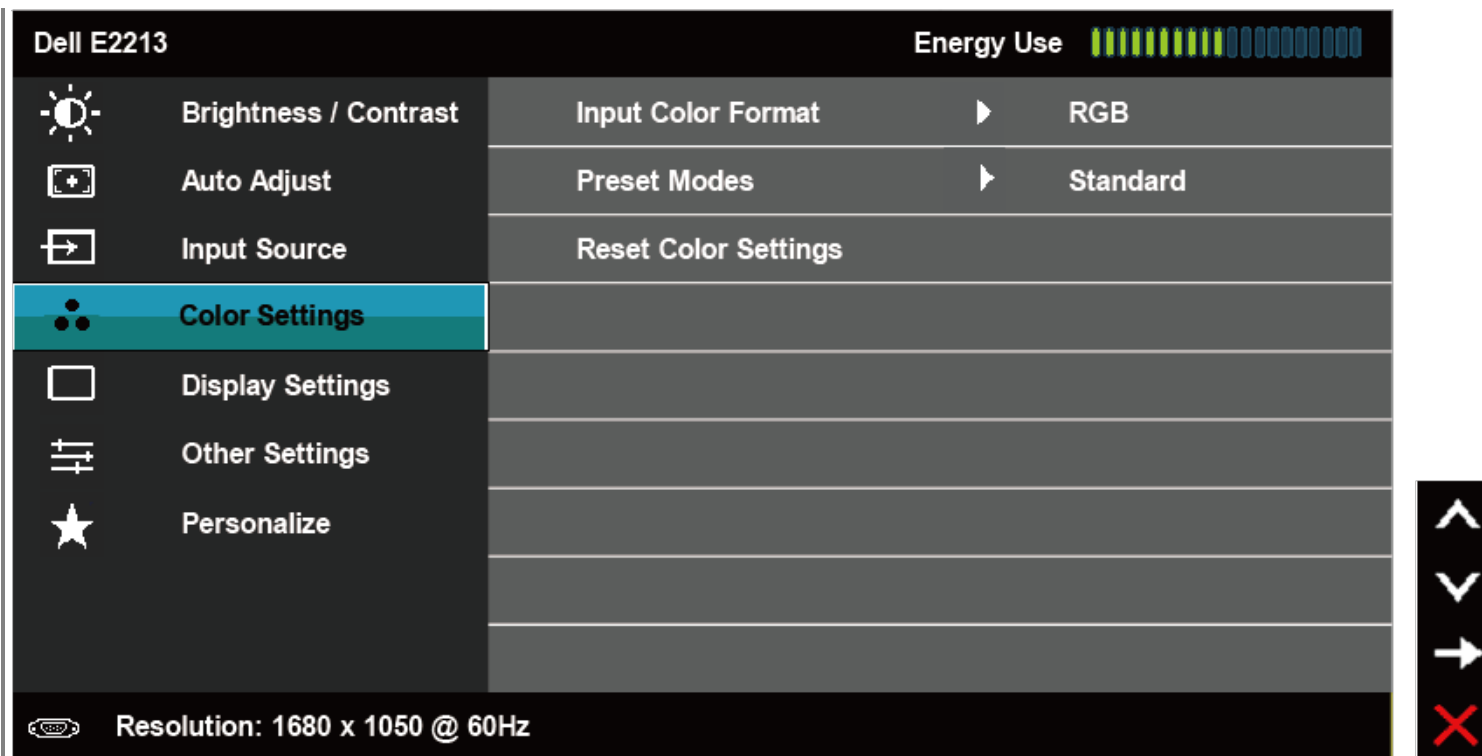 Dell E2213 Energy Use
Brightness / Contrast Input Color Format RGB
Auto Adjust Preset Modes Standard
Input Source Reset Color Settings
Color Settings
Display Settings
Other Settings
Personalize
Resolution: 1680 x 1050 @ 60Hz